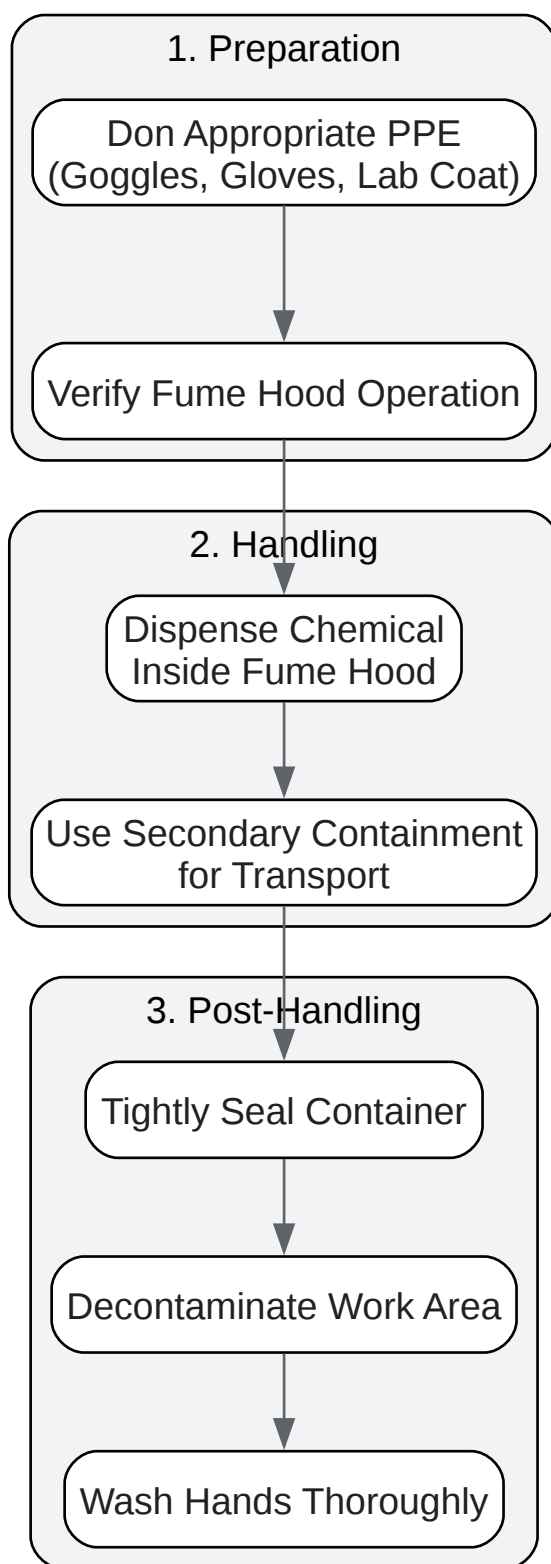 1. Preparation
Don Appropriate PPE
(Goggles, Gloves, Lab Coat)
Verify Fume Hood Operation
2. Handling
Dispense Chemical
Inside Fume Hood
Use Secondary Containment
for Transport
3. Post-Handling
Tightly Seal Container
Decontaminate Work Area
Wash Hands Thoroughly